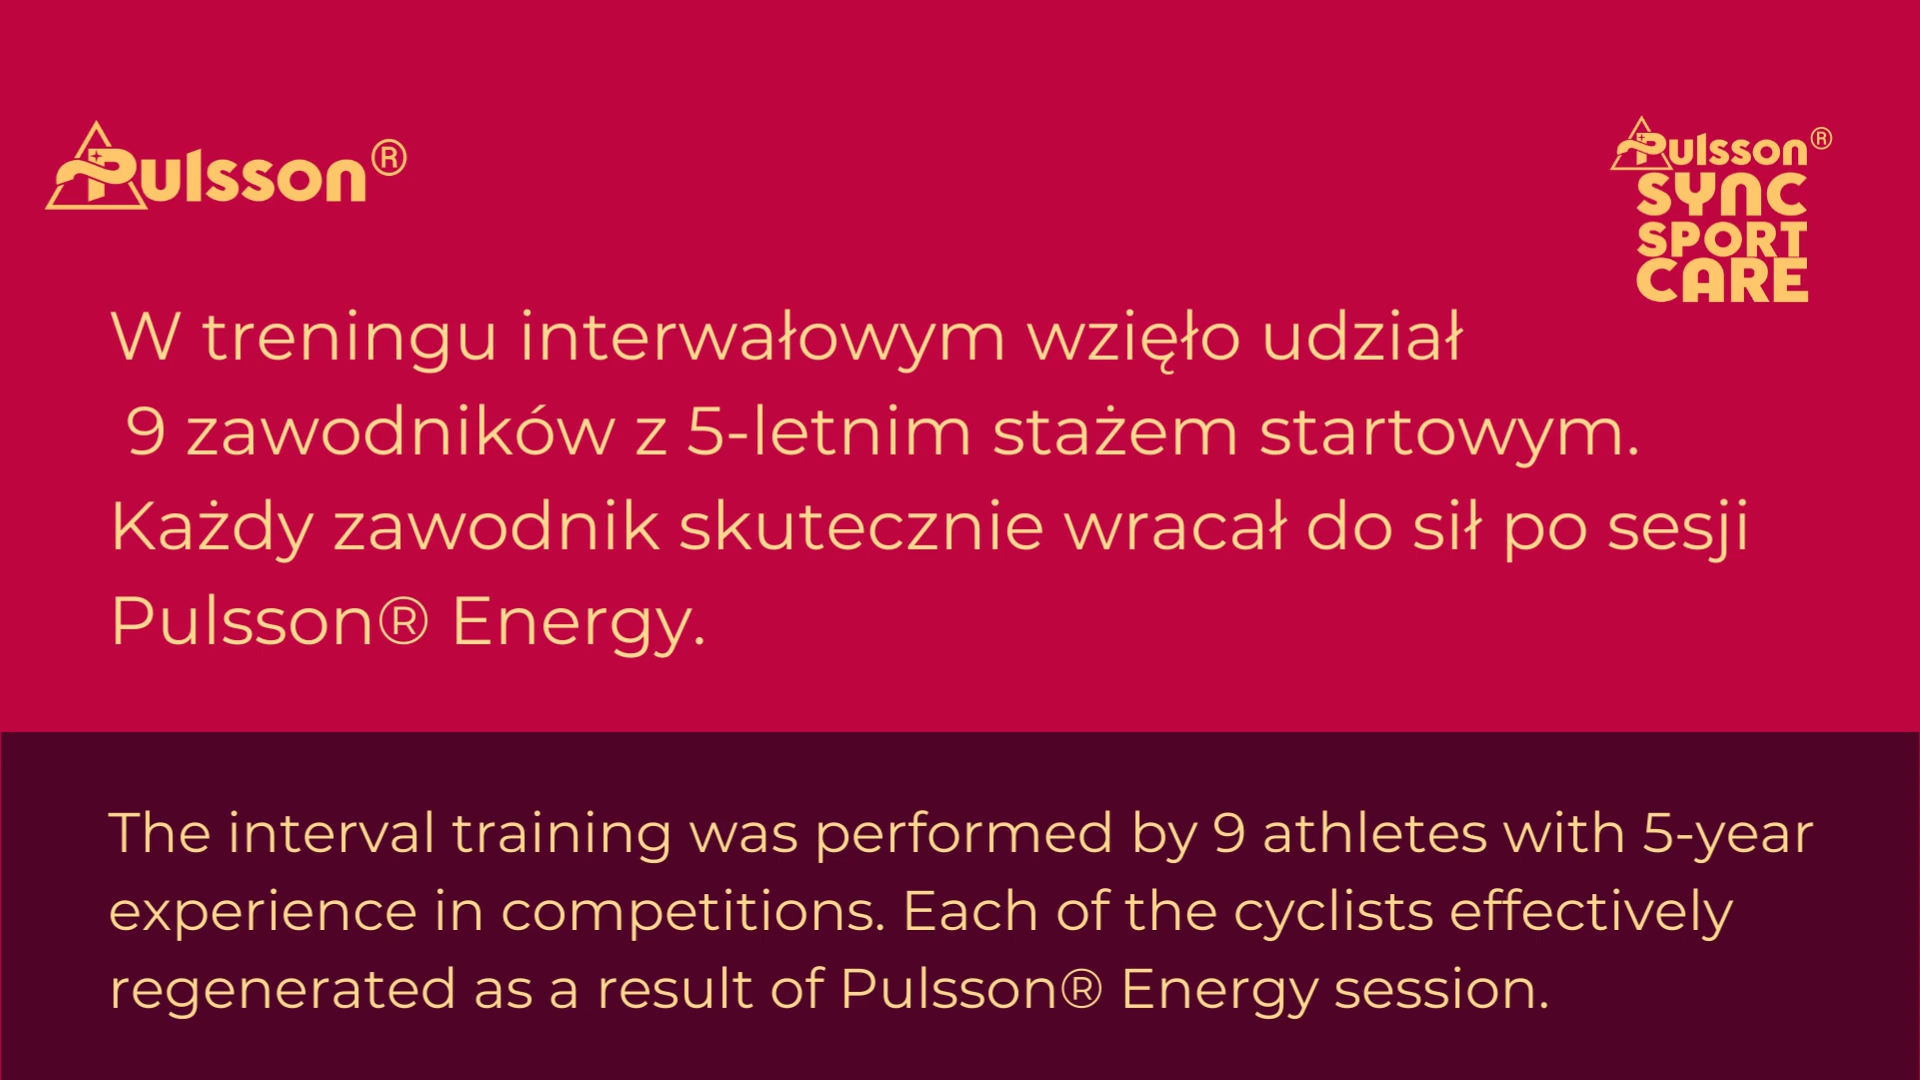 Pulsson®
Pulsson®
SYNC
SPORT
CARE
W treningu interwałowym wzięło udział
9 zawodników z 5-letnim stażem startowym.
Każdy zawodnik skutecznie wracał do sił po sesji
Pulsson® Energy.
The interval training was performed by 9 athletes with 5-year
experience in competitions. Each of the cyclists effectively
regenerated as a result of Pulsson® Energy session.